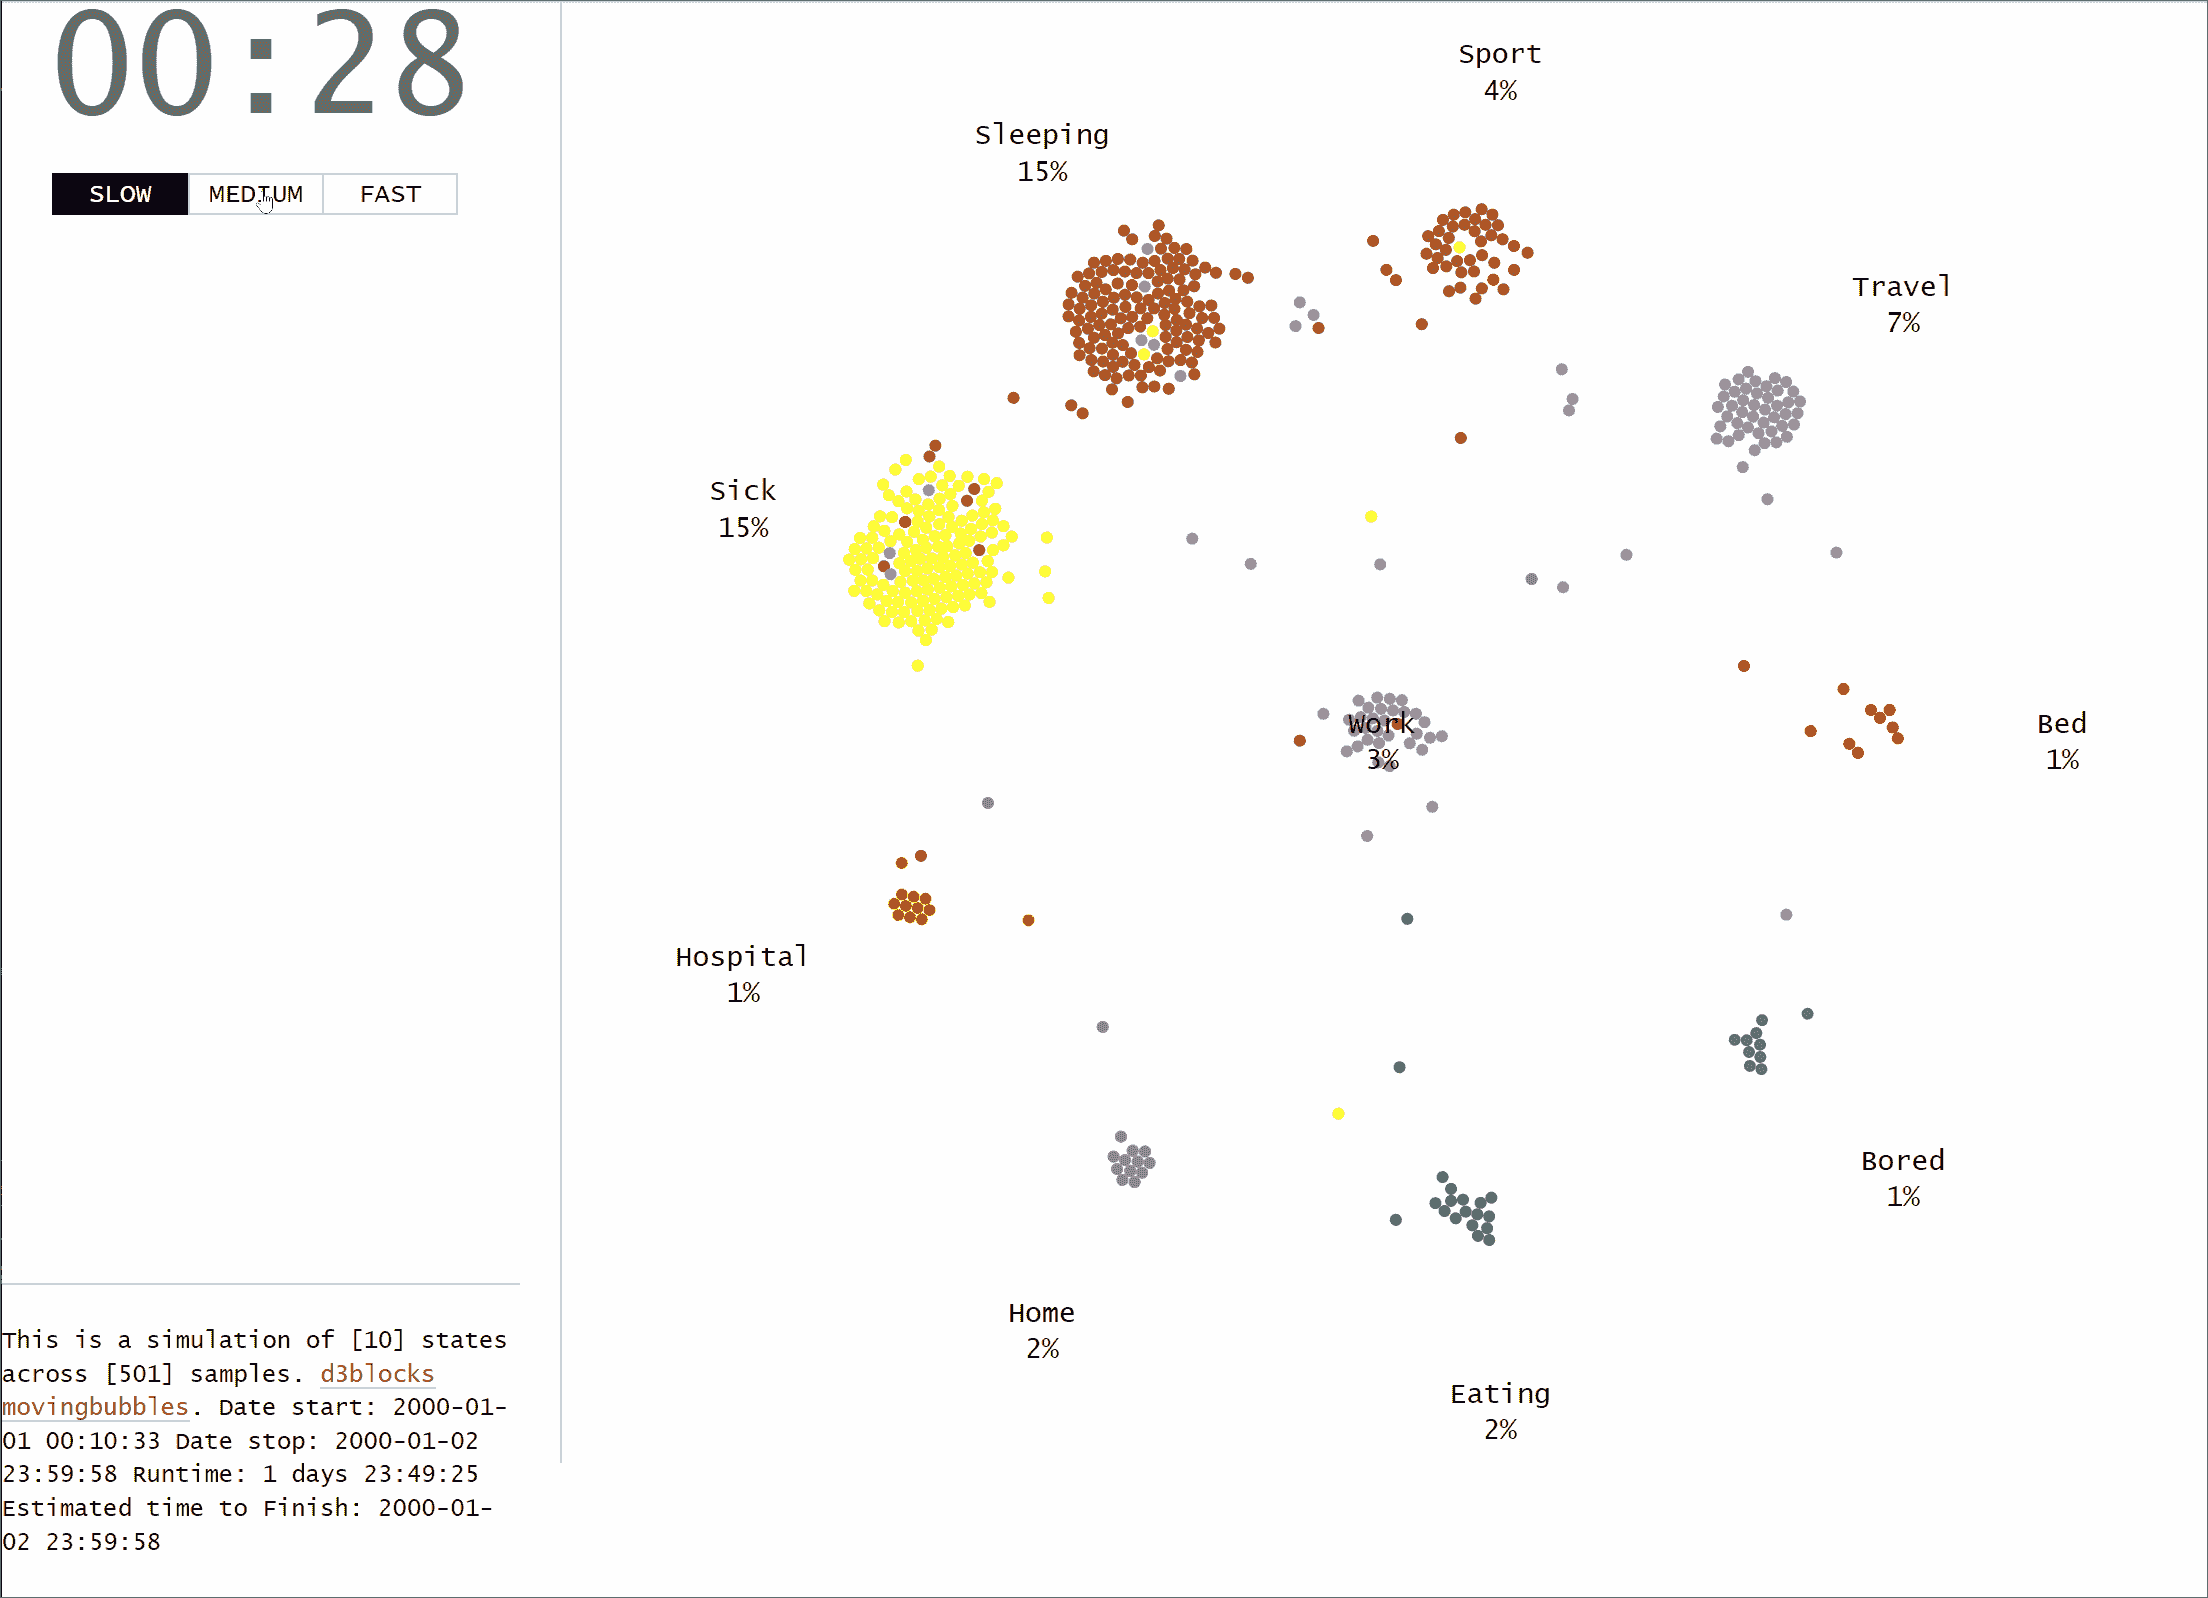 00:28
SLOW MEDIUM FAST
Sport
4%
Sleeping
15%
Travel
7%
Sick
15%
Work
3%
Bed
1%
Hospital
1%
Bored
1%
Home
2%
Eating
2%
This is a simulation of [10] states
across [501] samples. d3blocks
movingbubbles. Date start: 2000-01-
01 00:10:33 Date stop: 2000-01-02
23:59:58 Runtime: 1 days 23:49:25
Estimated time to Finish: 2000-01-
02 23:59:58